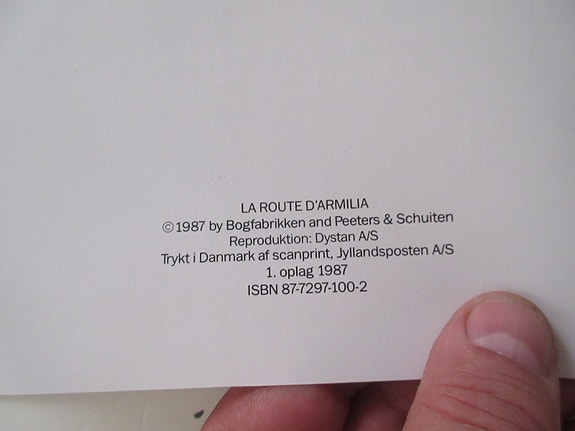 LA ROUTE D'ARMILIA
©1987 by Bogfabrikken and Peeters & Schuiten
Reproduktion: Dystan A/S
Trykt i Danmark af scanprint, Jyllandsposten A/S
1. oplag 1987
ISBN 87-7297-100-2